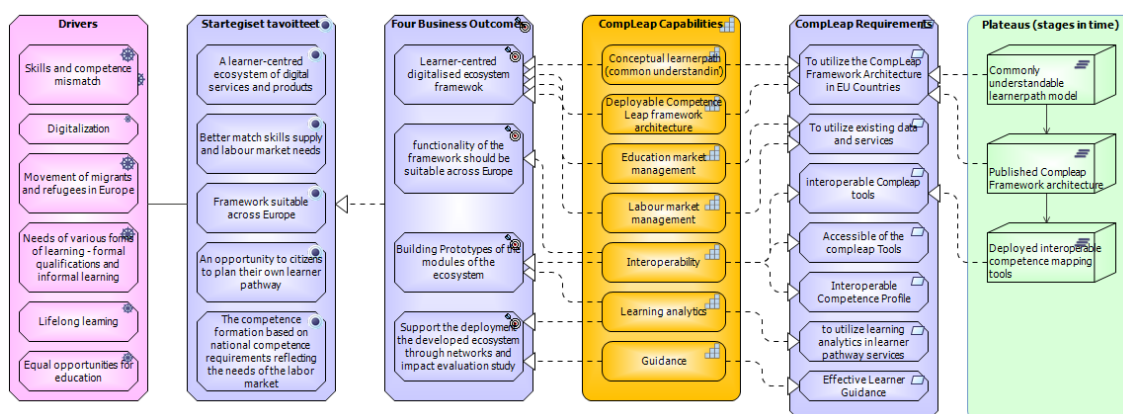 Drivers
Skills and competence
mismatch
Digitalization
Movement of migrants
and refugees in Europe
Needs of various forms
of learning - formal
qualifications and
informal learning
Lifelong learning
Equal opportunities for
education
Startegiset tavoitteet
A learner-centred
ecosystem of digital
services and products
Better match skills supply
and labour market needs
Framework suitable
across Europe
An opportunity to citizens
to plan their own learner
pathway
The competence
formation based on
national competence
requirements reflecting
the needs of the labor
market
Four Business Outcomes
Learner-centred
digitalised ecosystem
framewok
functionality of the
framework should be
suitable across Europe
Building Prototypes of the
modules of the
ecosystem
Support the deployment
the developed ecosystem
through networks and
impact evaluation study
CompLeap Capabilities
Conceptual learnerpath
(common understandin)
Deployable Competence
Leap framework
architecture
Education market
management
Labour market
management
Interoperability
Learning analytics
Guidance
CompLeap Requirements
To utilize the CompLeap
Framework Architecture
in EU Countries
To utilize existing data
and services
interoperable Compleap
tools
Accessible of the
compleap Tools
Interoperable
Competence Profile
to utilize learning
analytics in learner
pathway services
Effective Learner
Guidance
Plateaus (stages in time)
Commonly
understandable
learnerpath model
Published Compleap
Framework architecture
Deployed interoperable
competence mapping
tools